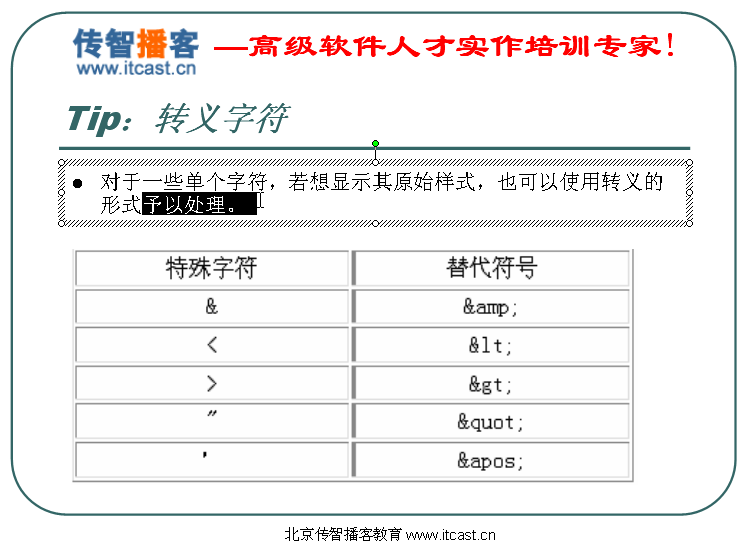 传智播客 —高级软件人才实作培训专家!
www.itcast.cn
Tip：转义字符
● 对于一些单个字符，若想显示其原始样式，也可以使用转义的
形式予以处理。
特殊字符 替代符号
& &amp;
< &lt;
> &gt;
" &quot;
' &apos;
北京传智播客教育 www.itcast.cn